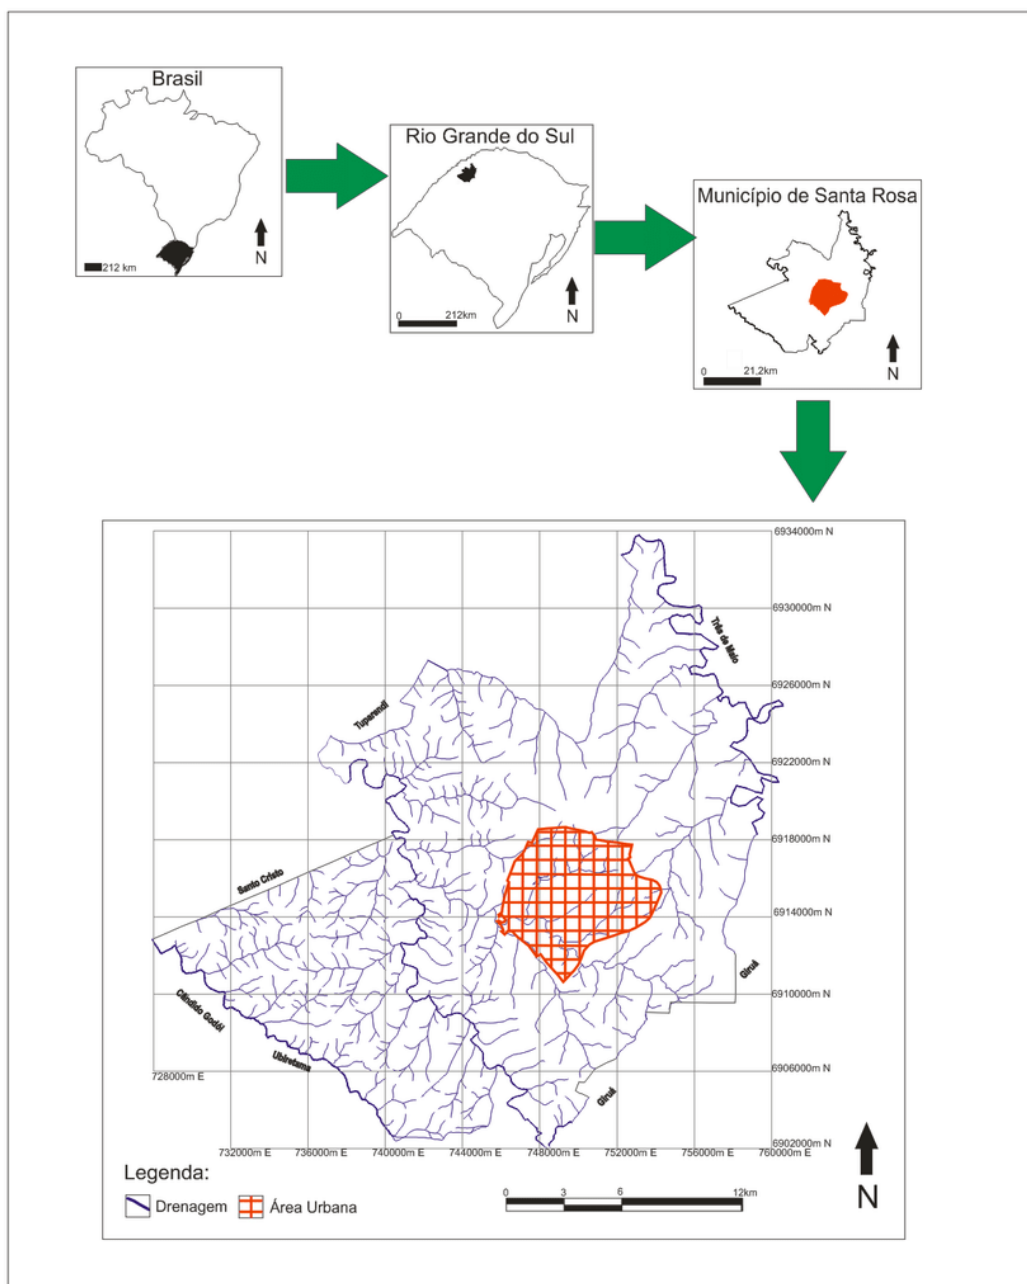 Brasil
N
212 km
Rio Grande do Sul
N
0 212km
Município de Santa Rosa
N
0 21,2km
6934000m N
6930000m N
Três de Maio
6926000m N
Tuparendí
6922000m N
6918000m N
Santo Cristo
6914000m N
Giruá
6910000m N
Cândido Godói
Ubiretama
6906000m N
728000m E
Giruá
6902000m N
732000m E 736000m E 740000m E 744000m E 748000m E 752000m E 756000m E 760000m E
Legenda:
Drenagem Área Urbana
0 3 6 12km
N